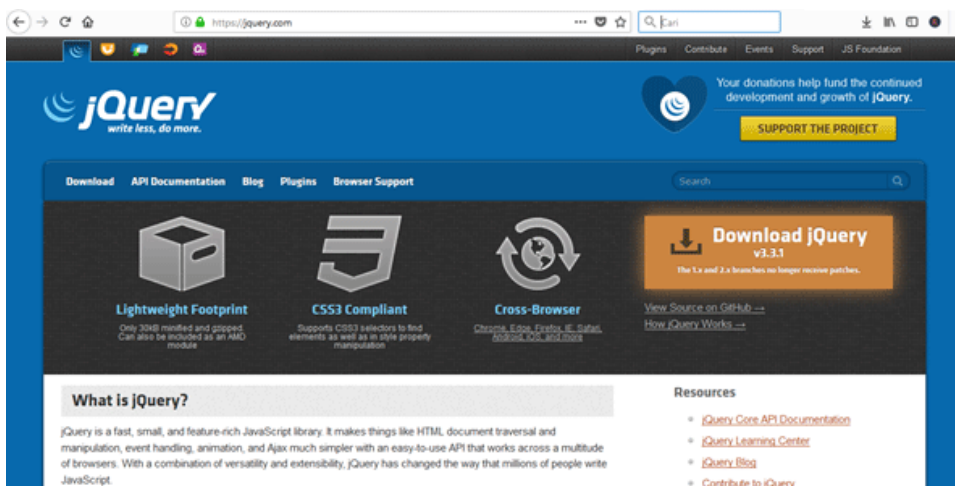 https://jquery.com
Cari
Plugins Contribute Events Support JS Foundation
jQuery
write less, do more.
Your donations help fund the continued
development and growth of jQuery.
SUPPORT THE PROJECT
Download API Documentation Blog Plugins Browser Support
Search
Lightweight Footprint
Only 30kB minified and gzipped.
Can also be included as an AMD
module
CSS3 Compliant
Supports CSS3 selectors to find
elements as well as in style property
manipulation
Cross-Browser
Chrome, Edge, Firefox, IE, Safari,
Android, iOS, and more
Download jQuery
v3.3.1
The 1.x and 2.x branches no longer receive patches.
View Source on GitHub →
How jQuery Works →
What is jQuery?
jQuery is a fast, small, and feature-rich JavaScript library. It makes things like HTML document traversal and
manipulation, event handling, animation, and Ajax much simpler with an easy-to-use API that works across a multitude
of browsers. With a combination of versatility and extensibility, jQuery has changed the way that millions of people write
JavaScript.
Resources
jQuery Core API Documentation
jQuery Learning Center
jQuery Blog
Contribute to jQuery